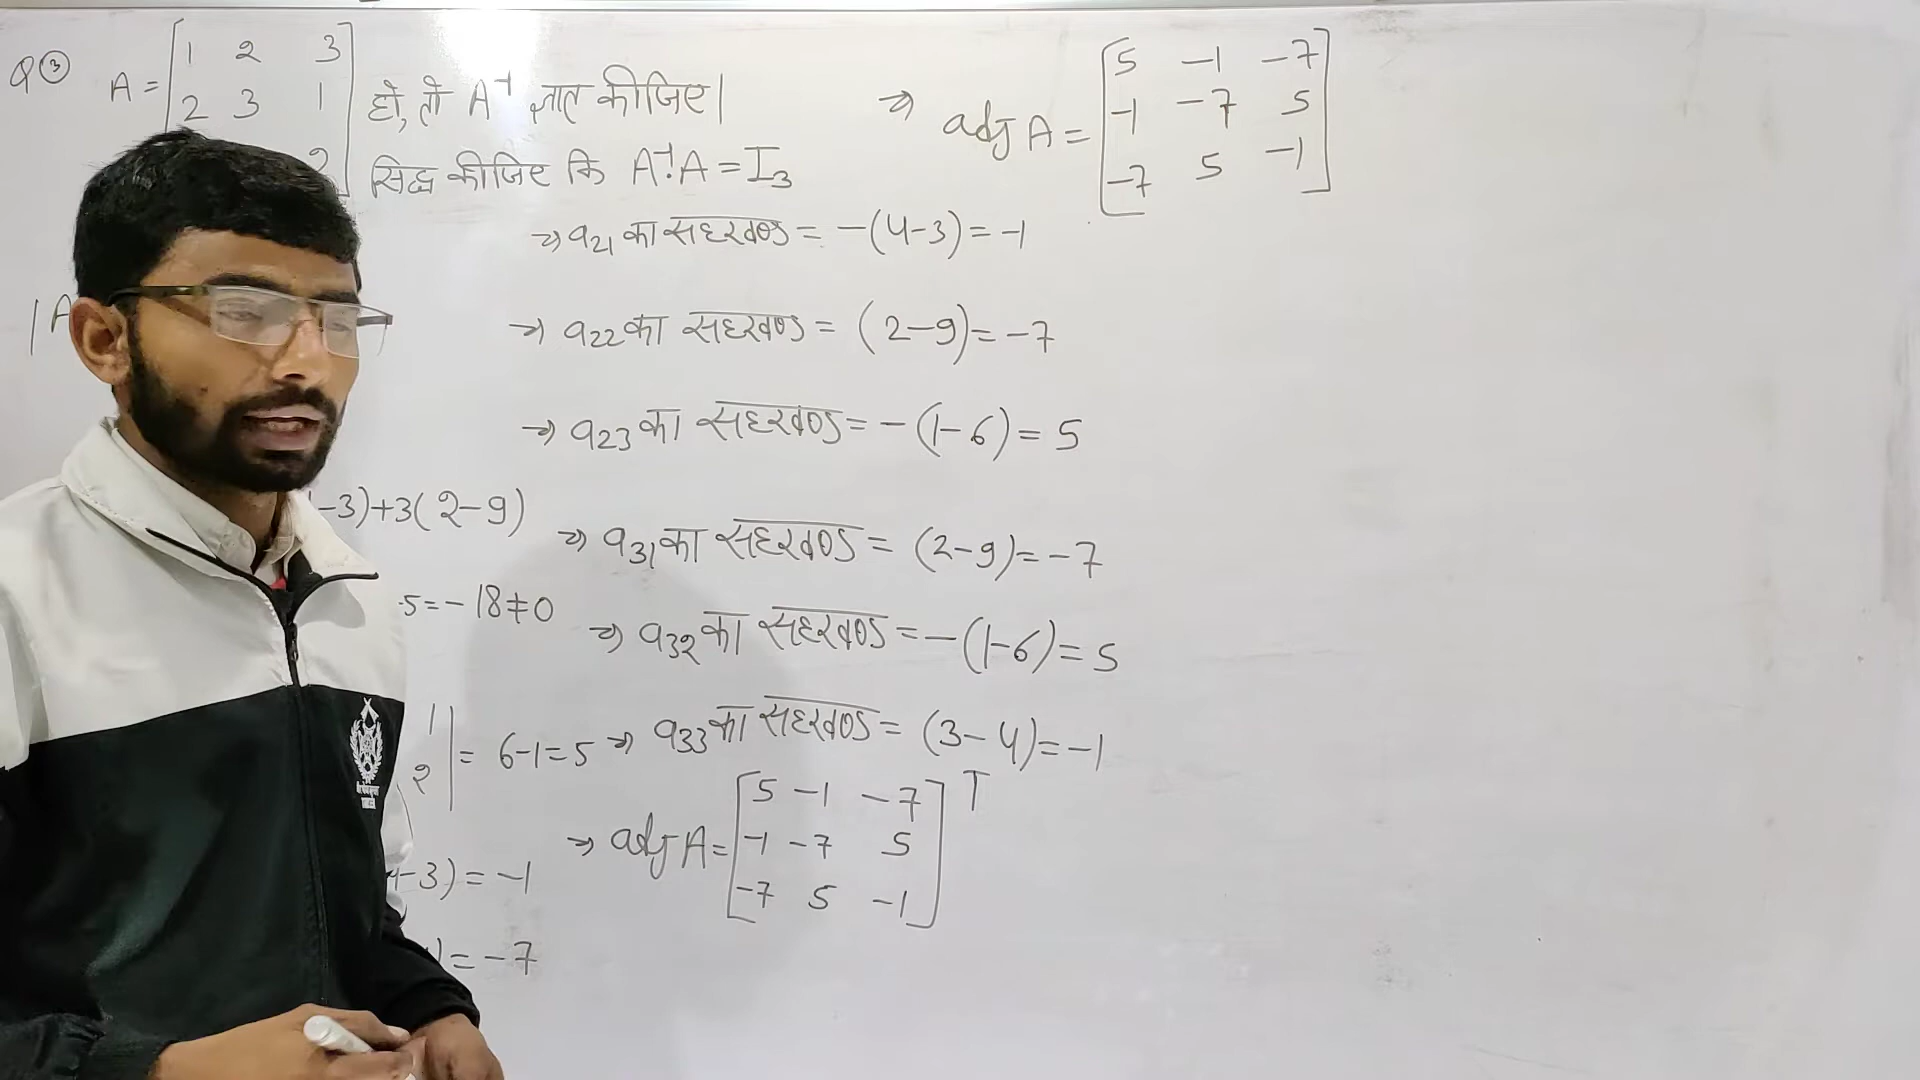 Q③ A = [1 2 3
2 3 1
2] हो, तो A⁻¹ ज्ञात कीजिए।
सिद्ध कीजिए कि A⁻¹.A = I₃
|A
-3)+3(2-9)
5=-18≠0
1
2| = 6-1=5
4-3) = -1
) = -7
⇒ a₂₁ का सहखण्ड = -(4-3) = -1
⇒ a₂₂ का सहखण्ड = (2-9) = -7
⇒ a₂₃ का सहखण्ड = -(1-6) = 5
⇒ a₃₁ का सहखण्ड = (2-9) = -7
⇒ a₃₂ का सहखण्ड = -(1-6) = 5
⇒ a₃₃ का सहखण्ड = (3-4) = -1
⇒ adj A = [5 -1 -7
-1 -7 5
-7 5 -1] T
⇒ adj A = [5 -1 -7
-1 -7 5
-7 5 -1]